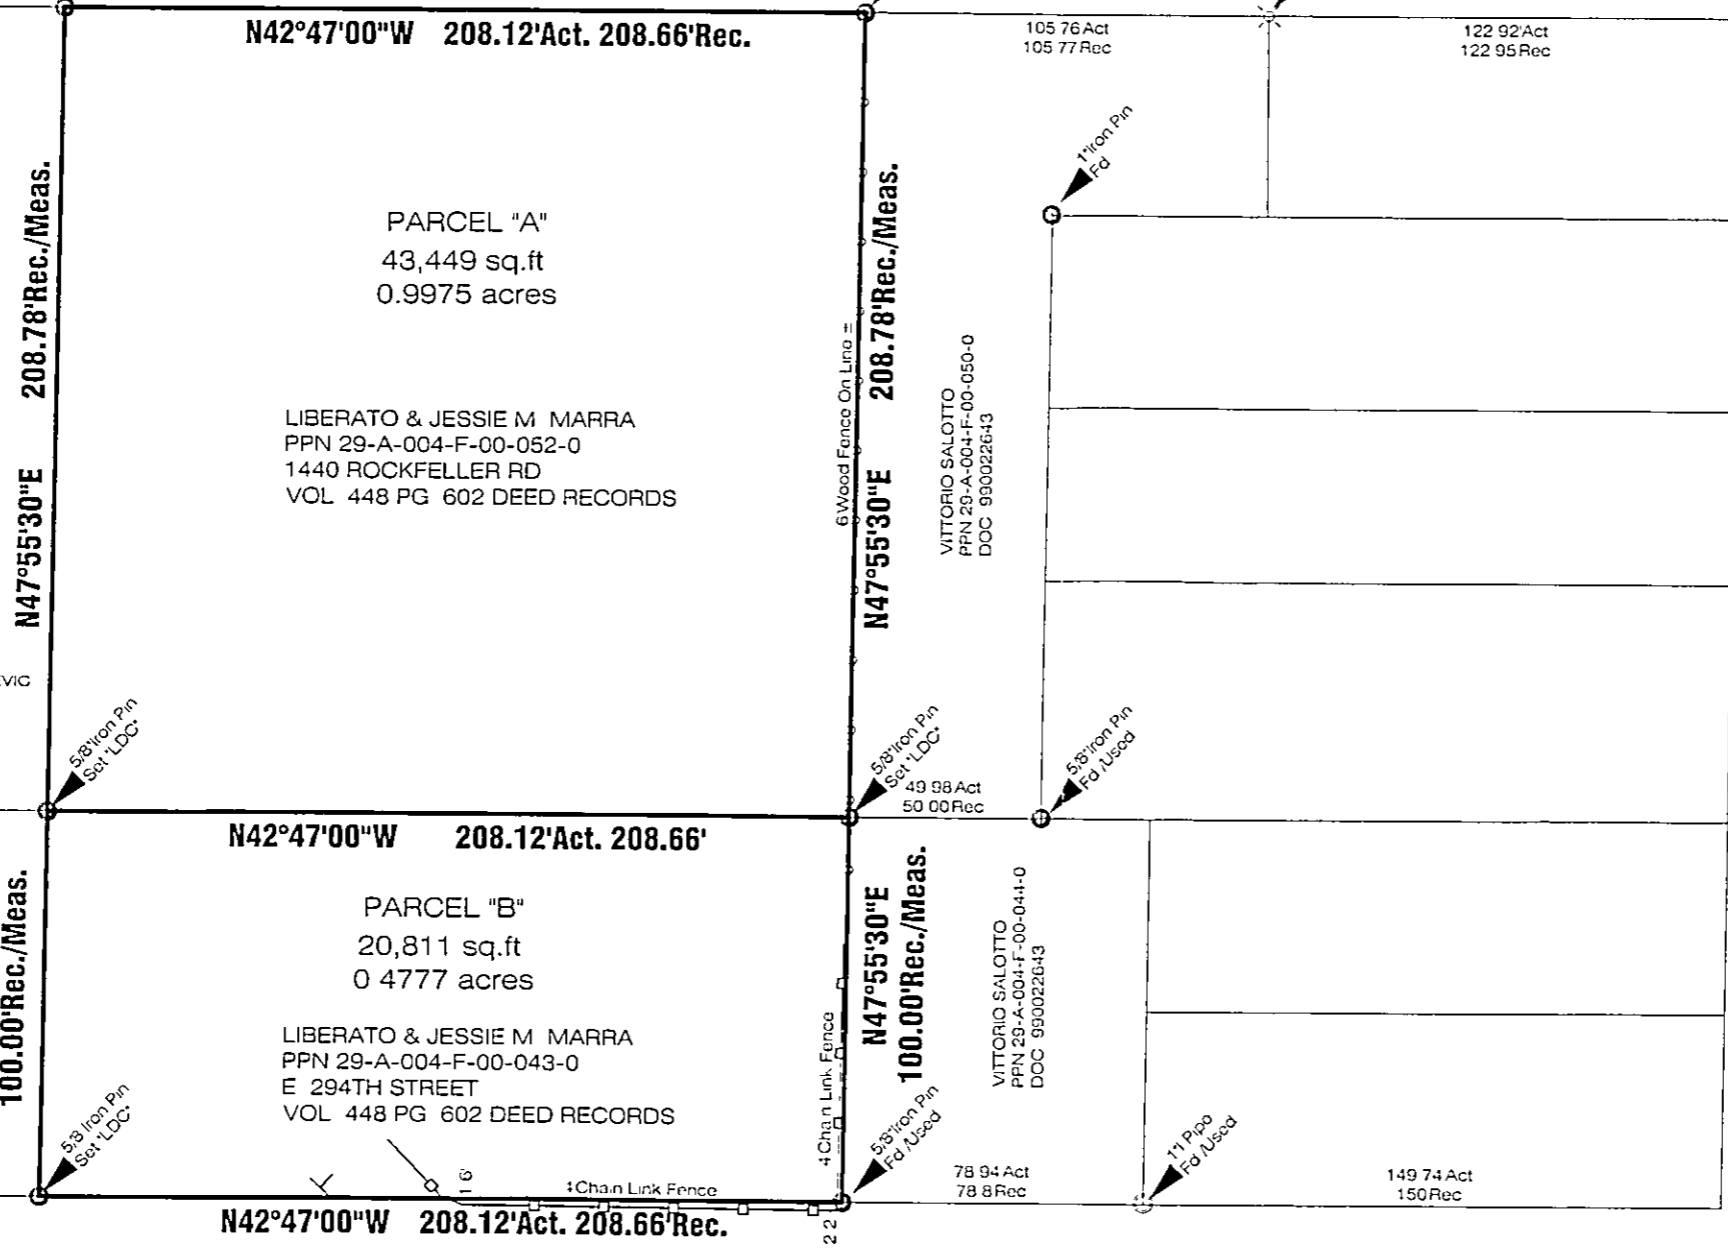 N42°47'00"W 208.12'Act. 208.66'Rec.
105 76 Act
105 77 Rec
122 92'Act
122 95 Rec
1"Iron Pin
Fd
N47°55'30"E 208.78'Rec./Meas.
PARCEL "A"
43,449 sq.ft
0.9975 acres
LIBERATO & JESSIE M MARRA
PPN 29-A-004-F-00-052-0
1440 ROCKFELLER RD
VOL 448 PG 602 DEED RECORDS
6 Wood Fence On Line ±
N47°55'30"E 208.78'Rec./Meas.
VITTORIO SALOTTO
PPN 29-A-004-F-00-050-0
DOC 990022643
VIC
5/8"Iron Pin
Set "LDC"
5/8"Iron Pin
Set "LDC"
49 98 Act
50 00 Rec
5/8"Iron Pin
Fd /Used
N42°47'00"W 208.12'Act. 208.66'
100.00'Rec./Meas.
PARCEL "B"
20,811 sq.ft
0 4777 acres
LIBERATO & JESSIE M MARRA
PPN 29-A-004-F-00-043-0
E 294TH STREET
VOL 448 PG 602 DEED RECORDS
4 Chain Link Fence
N47°55'30"E
100.00'Rec./Meas.
VITTORIO SALOTTO
PPN 29-A-004-F-00-044-0
DOC 990022643
5/8 Iron Pin
Set "LDC"
1 6'
4 Chain Link Fence
5/8"Iron Pin
Fd /Used
78 94 Act
78 8 Rec
1"I Pipe
Fd /Used
149 74 Act
150 Rec
N42°47'00"W 208.12'Act. 208.66'Rec.
2 2